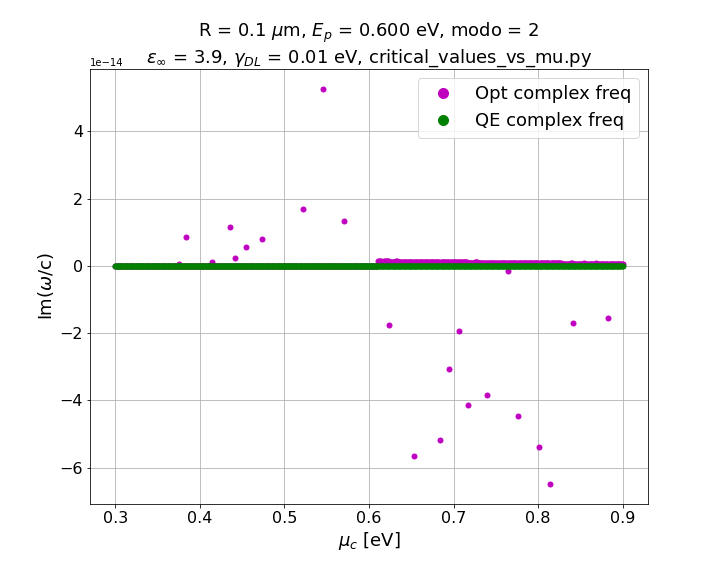 R = 0.1 μm, E_p = 0.600 eV, modo = 2
ε_∞ = 3.9, γ_DL = 0.01 eV, critical_values_vs_mu.py
1e−14
Opt complex freq
QE complex freq
4
2
0
−2
−4
−6
Im(ω/c)
0.3 0.4 0.5 0.6 0.7 0.8 0.9
μ_c [eV]